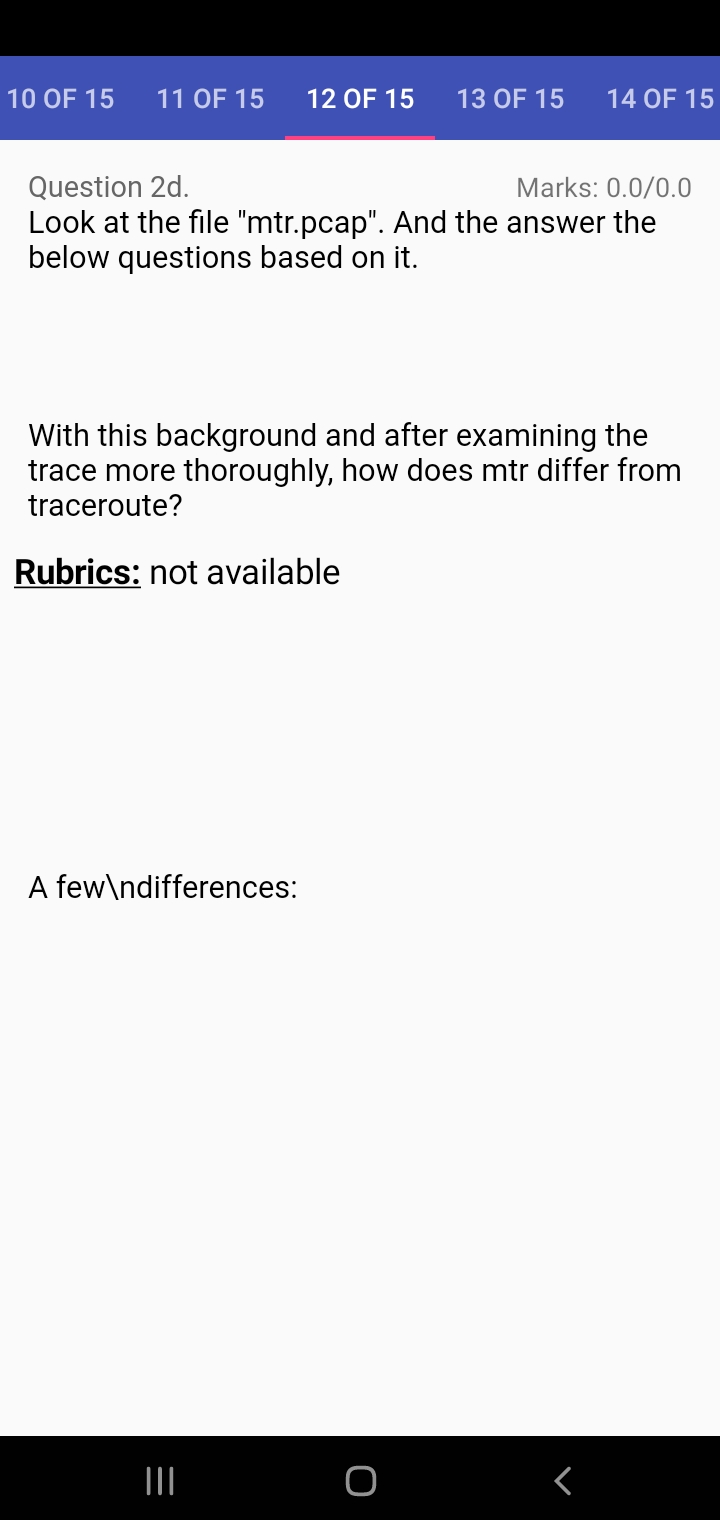 10 OF 15 11 OF 15 12 OF 15 13 OF 15 14 OF 15
Question 2d. Marks: 0.0/0.0
Look at the file "mtr.pcap". And the answer the
below questions based on it.
With this background and after examining the
trace more thoroughly, how does mtr differ from
traceroute?
Rubrics: not available
A few\ndifferences: